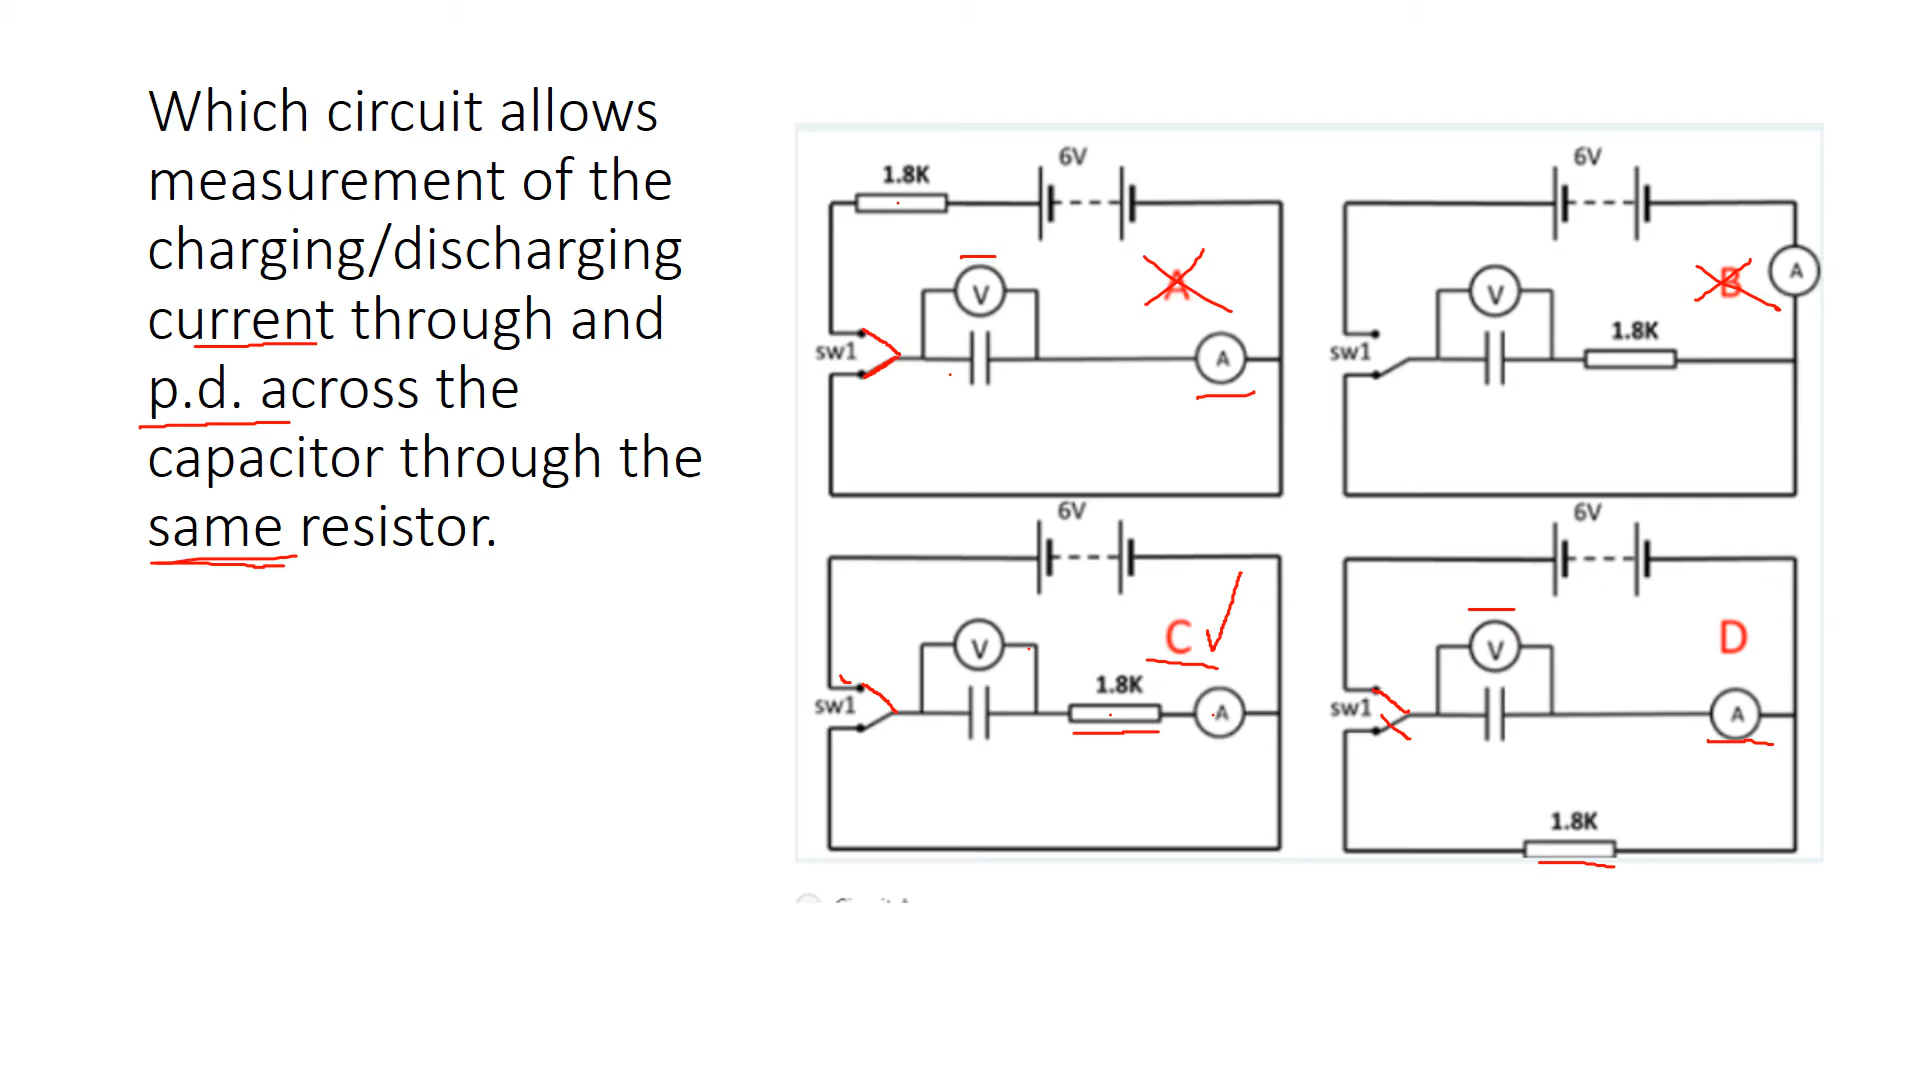 Which circuit allows
measurement of the
charging/discharging
current through and
p.d. across the
capacitor through the
same resistor.
6V
1.8K
V
A
sw1
A
6V
A
V
B
1.8K
sw1
6V
V
C
1.8K
sw1
A
6V
V
D
sw1
A
1.8K